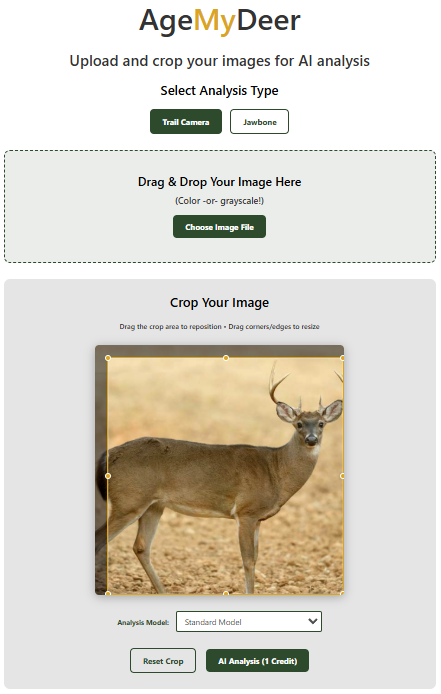 AgeMyDeer
Upload and crop your images for AI analysis
Select Analysis Type
Trail Camera Jawbone
Drag & Drop Your Image Here
(Color -or- grayscale!)
Choose Image File
Crop Your Image
Drag the crop area to reposition • Drag corners/edges to resize
Analysis Model: Standard Model
Reset Crop AI Analysis (1 Credit)